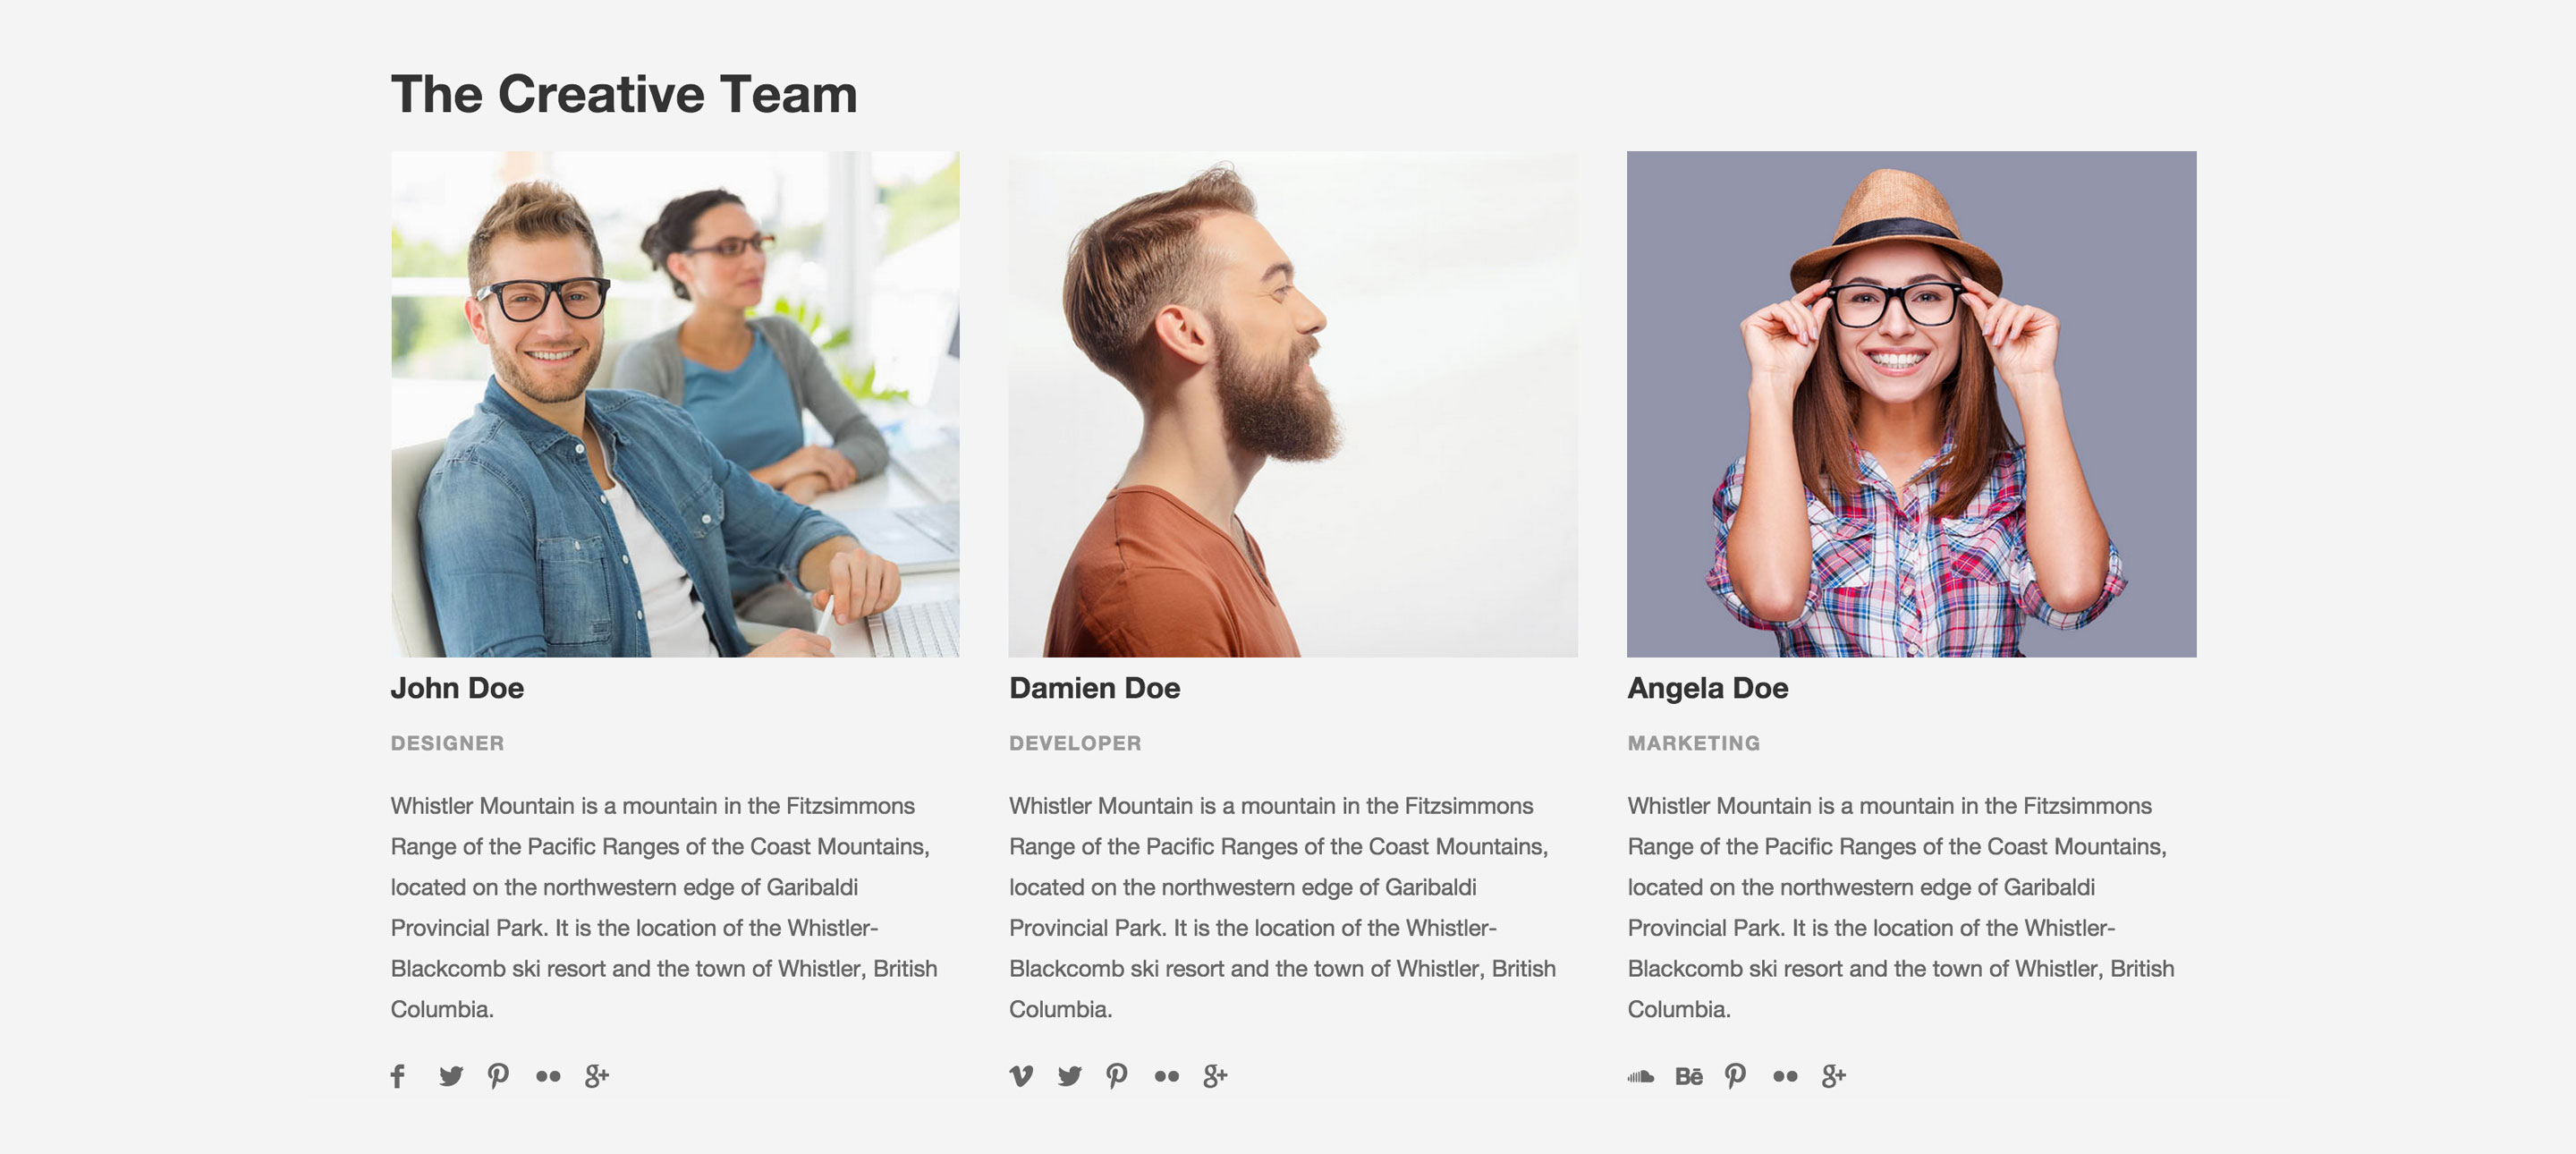 The Creative Team
John Doe
DESIGNER
Whistler Mountain is a mountain in the Fitzsimmons
Range of the Pacific Ranges of the Coast Mountains,
located on the northwestern edge of Garibaldi
Provincial Park. It is the location of the Whistler-
Blackcomb ski resort and the town of Whistler, British
Columbia.
Damien Doe
DEVELOPER
Whistler Mountain is a mountain in the Fitzsimmons
Range of the Pacific Ranges of the Coast Mountains,
located on the northwestern edge of Garibaldi
Provincial Park. It is the location of the Whistler-
Blackcomb ski resort and the town of Whistler, British
Columbia.
Angela Doe
MARKETING
Whistler Mountain is a mountain in the Fitzsimmons
Range of the Pacific Ranges of the Coast Mountains,
located on the northwestern edge of Garibaldi
Provincial Park. It is the location of the Whistler-
Blackcomb ski resort and the town of Whistler, British
Columbia.